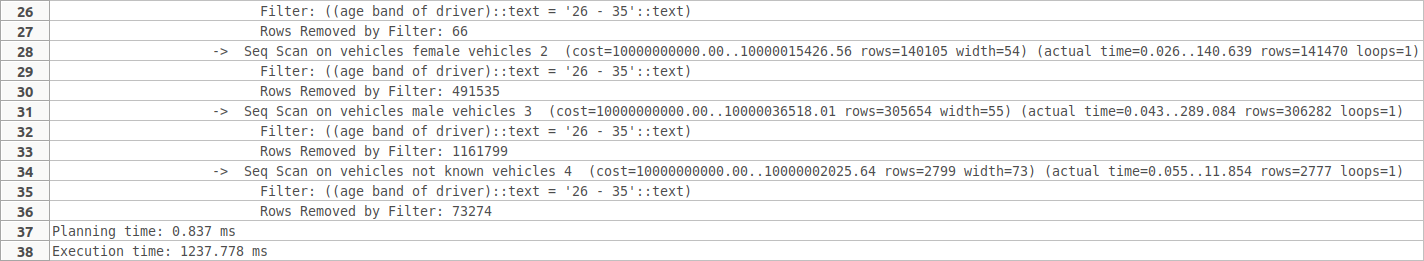 26 Filter: ((age band of driver)::text = '26 - 35'::text)
27 Rows Removed by Filter: 66
28 -> Seq Scan on vehicles female vehicles 2 (cost=10000000000.00..10000015426.56 rows=140105 width=54) (actual time=0.026..140.639 rows=141470 loops=1)
29 Filter: ((age band of driver)::text = '26 - 35'::text)
30 Rows Removed by Filter: 491535
31 -> Seq Scan on vehicles male vehicles 3 (cost=10000000000.00..10000036518.01 rows=305654 width=55) (actual time=0.043..289.084 rows=306282 loops=1)
32 Filter: ((age band of driver)::text = '26 - 35'::text)
33 Rows Removed by Filter: 1161799
34 -> Seq Scan on vehicles not known vehicles 4 (cost=10000000000.00..10000002025.64 rows=2799 width=73) (actual time=0.055..11.854 rows=2777 loops=1)
35 Filter: ((age band of driver)::text = '26 - 35'::text)
36 Rows Removed by Filter: 73274
37 Planning time: 0.837 ms
38 Execution time: 1237.778 ms